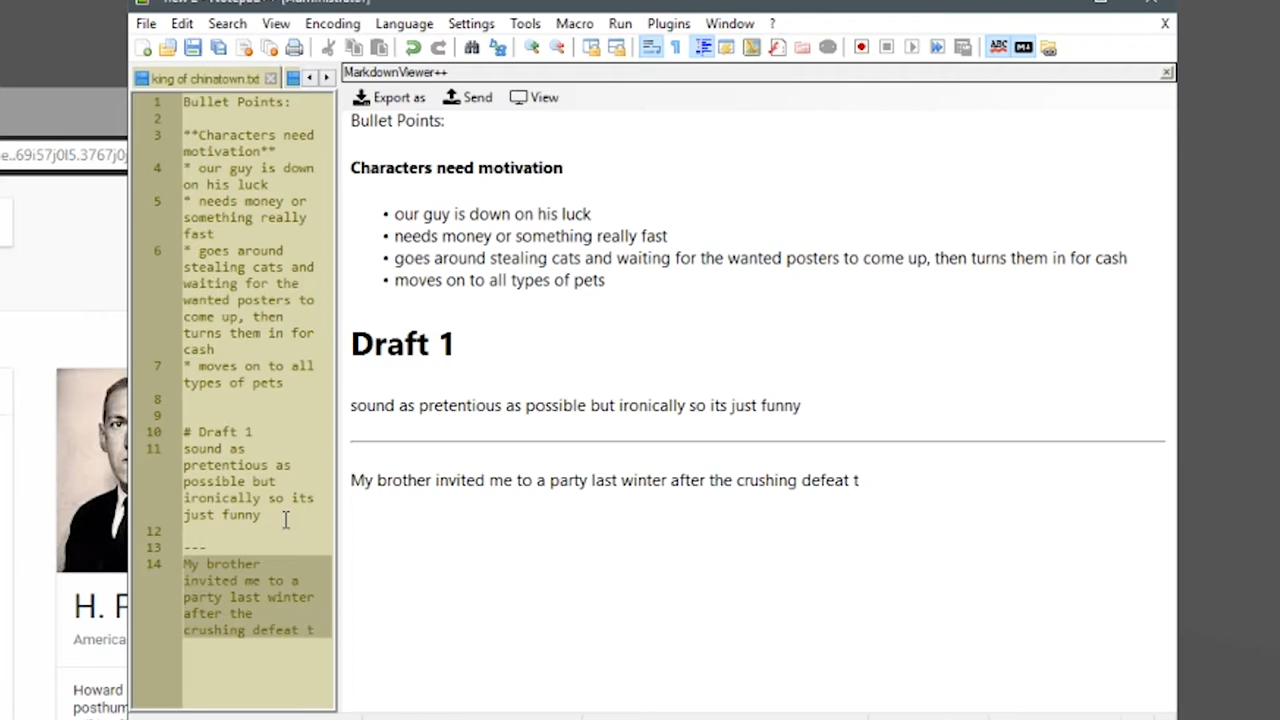 File Edit Search View Encoding Language Settings Tools Macro Run Plugins Window ? X
king of chinatown.txt
MarkdownViewer++
Export as Send View
e..69i57j0l5.3767j0j
1 Bullet Points:
2
3 **Characters need
motivation**
4 * our guy is down
on his luck
5 * needs money or
something really
fast
6 * goes around
stealing cats and
waiting for the
wanted posters to
come up, then
turns them in for
cash
7 * moves on to all
types of pets
8
9
10 # Draft 1
11 sound as
pretentious as
possible but
ironically so its
just funny
12
13 ---
14 My brother
invited me to a
party last winter
after the
crushing defeat t
Bullet Points:
Characters need motivation
• our guy is down on his luck
• needs money or something really fast
• goes around stealing cats and waiting for the wanted posters to come up, then turns them in for cash
• moves on to all types of pets
Draft 1
sound as pretentious as possible but ironically so its just funny
My brother invited me to a party last winter after the crushing defeat t
H.
America
Howard
posthum